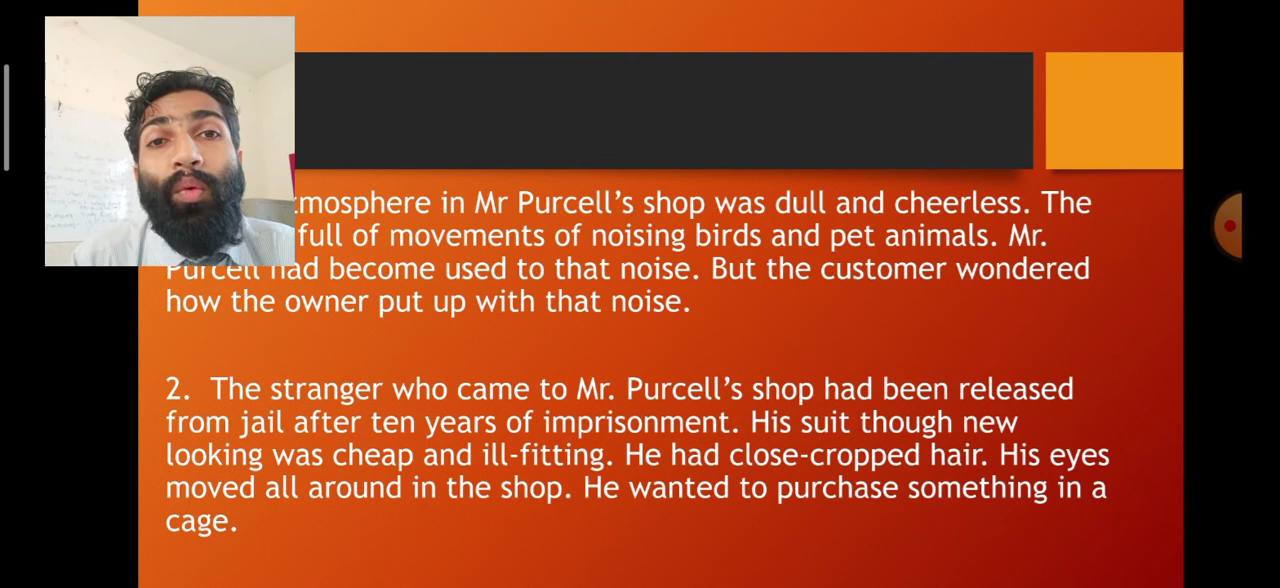 tmosphere in Mr Purcell's shop was dull and cheerless. The
full of movements of noising birds and pet animals. Mr.
Purcell had become used to that noise. But the customer wondered
how the owner put up with that noise.
2. The stranger who came to Mr. Purcell's shop had been released
from jail after ten years of imprisonment. His suit though new
looking was cheap and ill-fitting. He had close-cropped hair. His eyes
moved all around in the shop. He wanted to purchase something in a
cage.